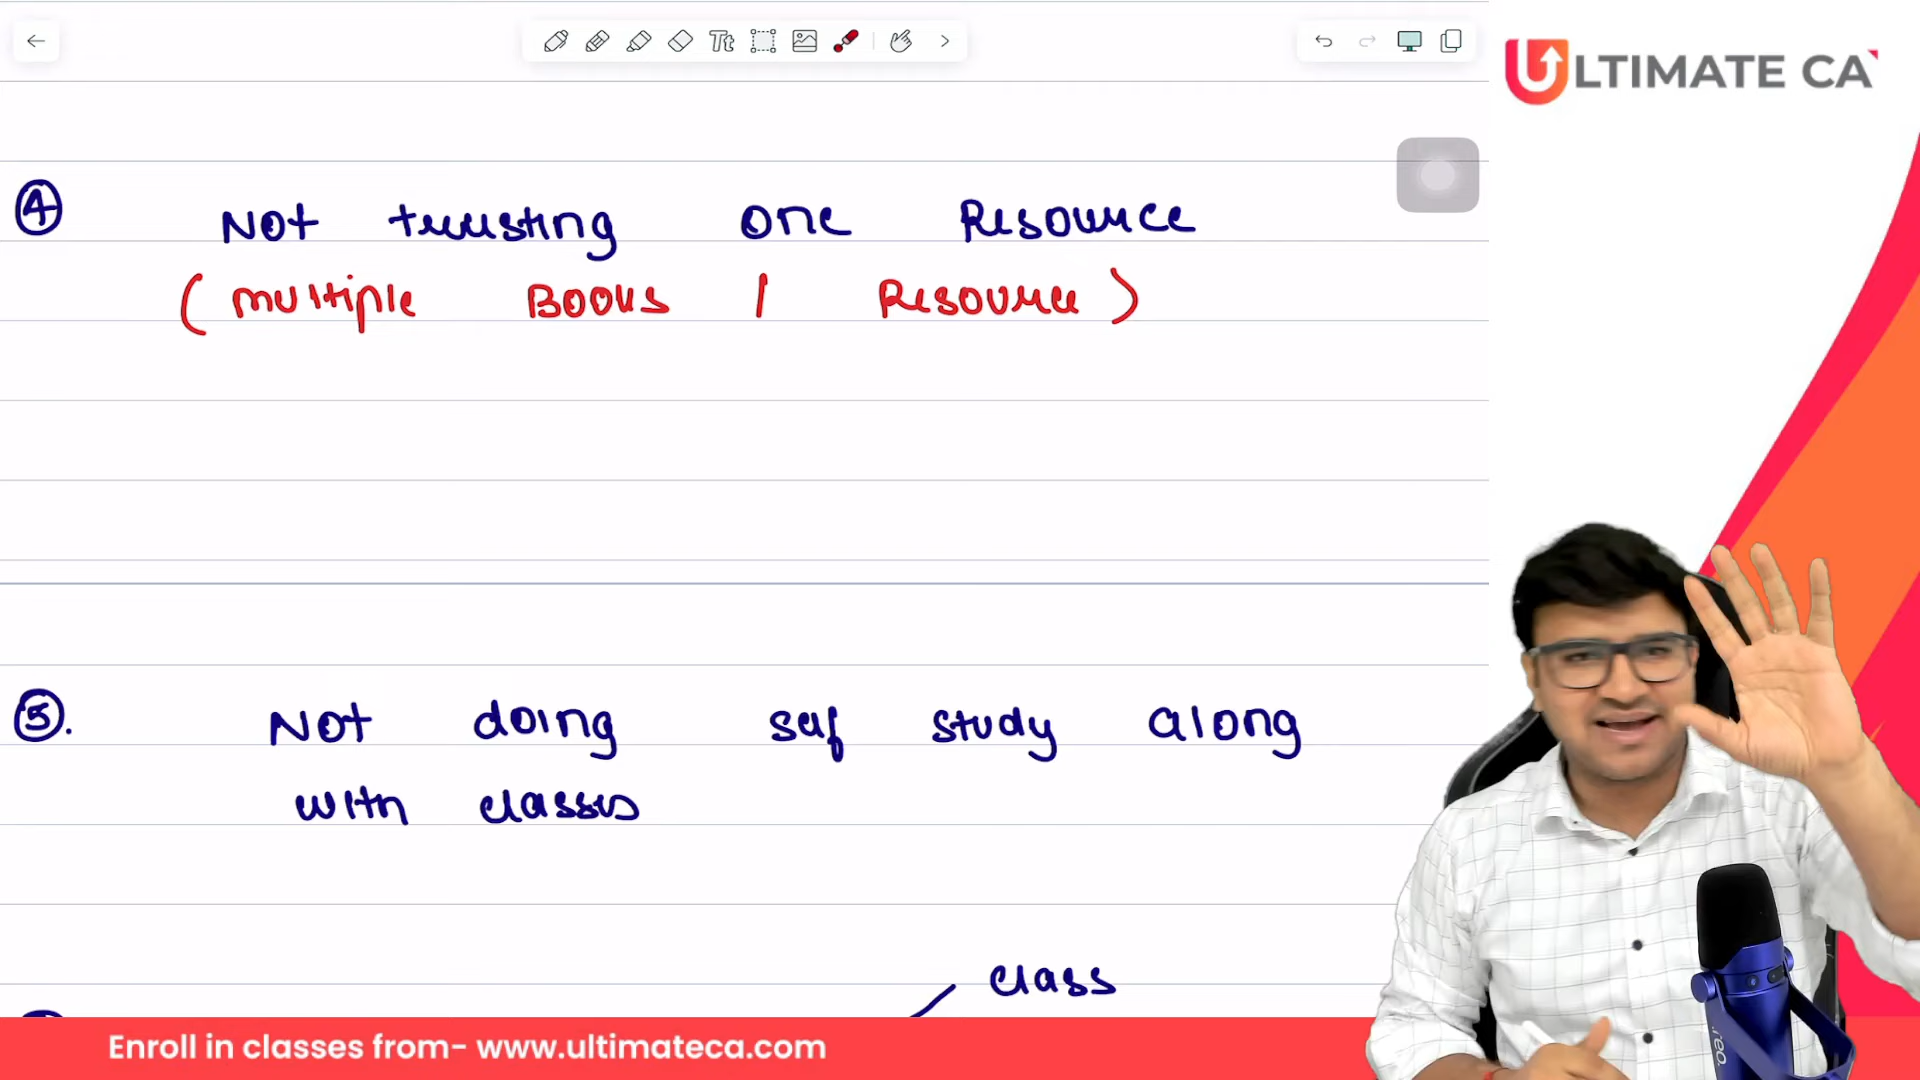 ULTIMATE CA
④ Not trusting one Resource
(multiple Books / Resource)
⑤. Not doing self study along
with classes
class
Enroll in classes from- www.ultimateca.com